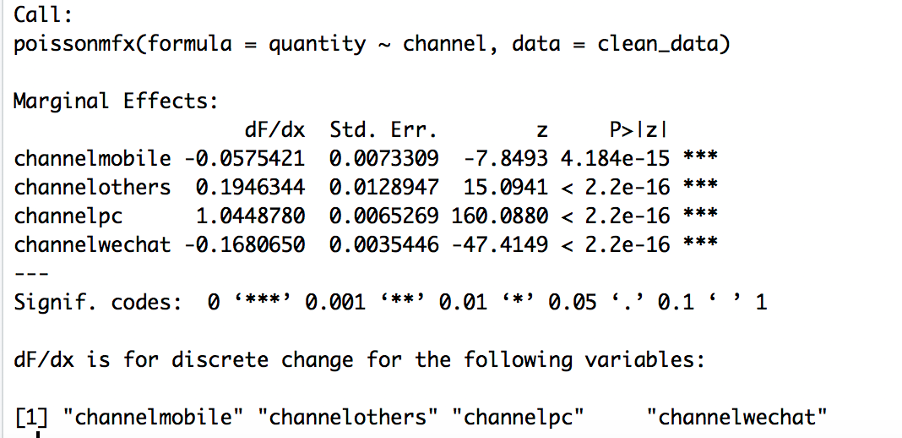 Call:
poissonmfx(formula = quantity ~ channel, data = clean_data)
Marginal Effects:
dF/dx Std. Err. z P>|z|
channelmobile -0.0575421 0.0073309 -7.8493 4.184e-15 ***
channelothers 0.1946344 0.0128947 15.0941 < 2.2e-16 ***
channelpc 1.0448780 0.0065269 160.0880 < 2.2e-16 ***
channelwechat -0.1680650 0.0035446 -47.4149 < 2.2e-16 ***
---
Signif. codes: 0 ‘***’ 0.001 ‘**’ 0.01 ‘*’ 0.05 ‘.’ 0.1 ‘ ’ 1
dF/dx is for discrete change for the following variables:
[1] "channelmobile" "channelothers" "channelpc" "channelwechat"